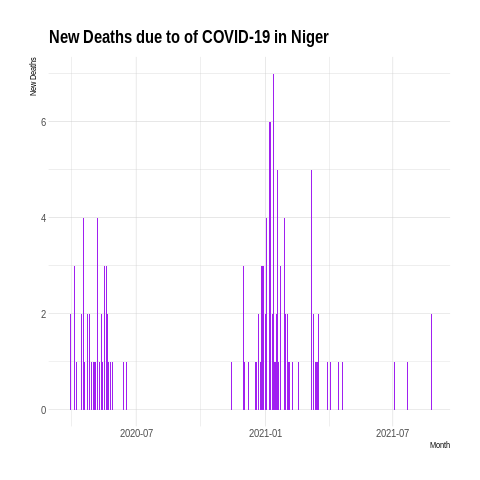 New Deaths due to of COVID-19 in Niger
New Deaths
6
4
2
0
2020-07
2021-01
2021-07
Month